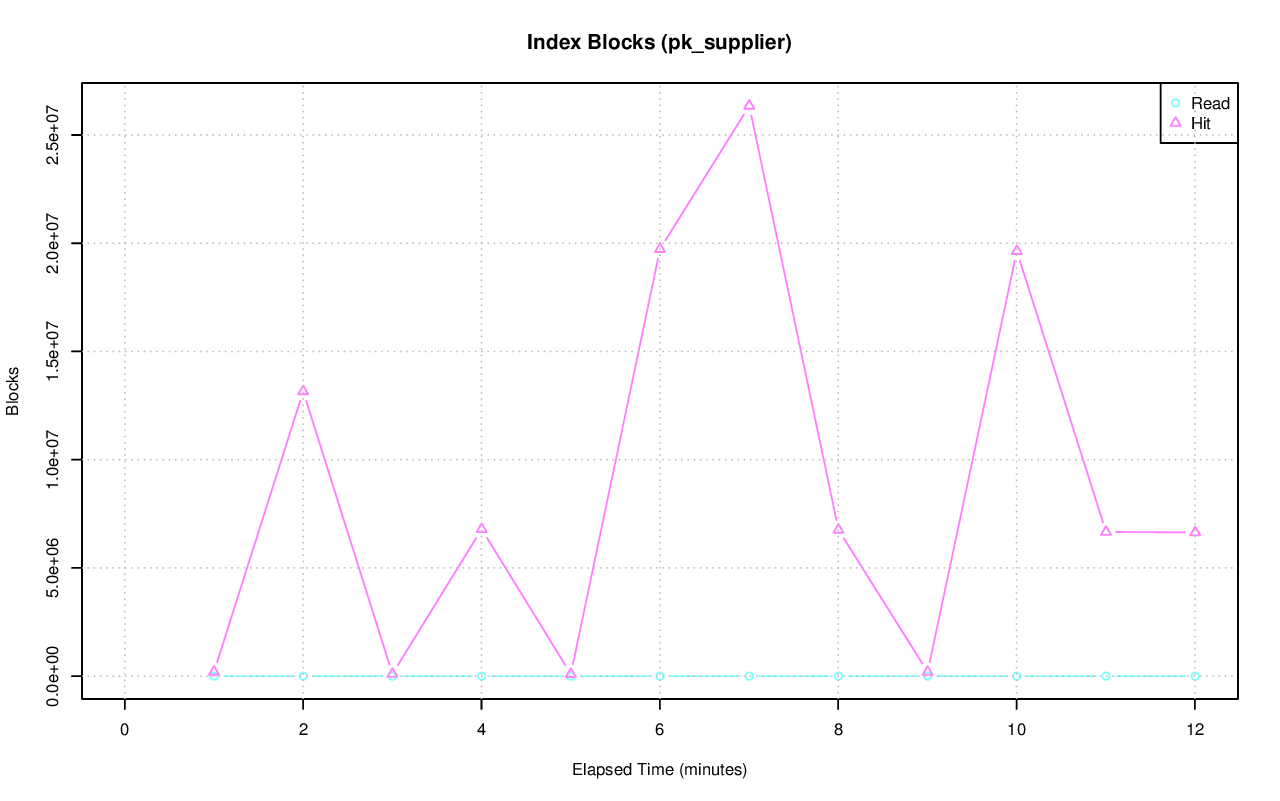 Index Blocks (pk_supplier)
Read
Hit
Blocks
2.5e+07
2.0e+07
1.5e+07
1.0e+07
5.0e+06
0.0e+00
0 2 4 6 8 10 12
Elapsed Time (minutes)